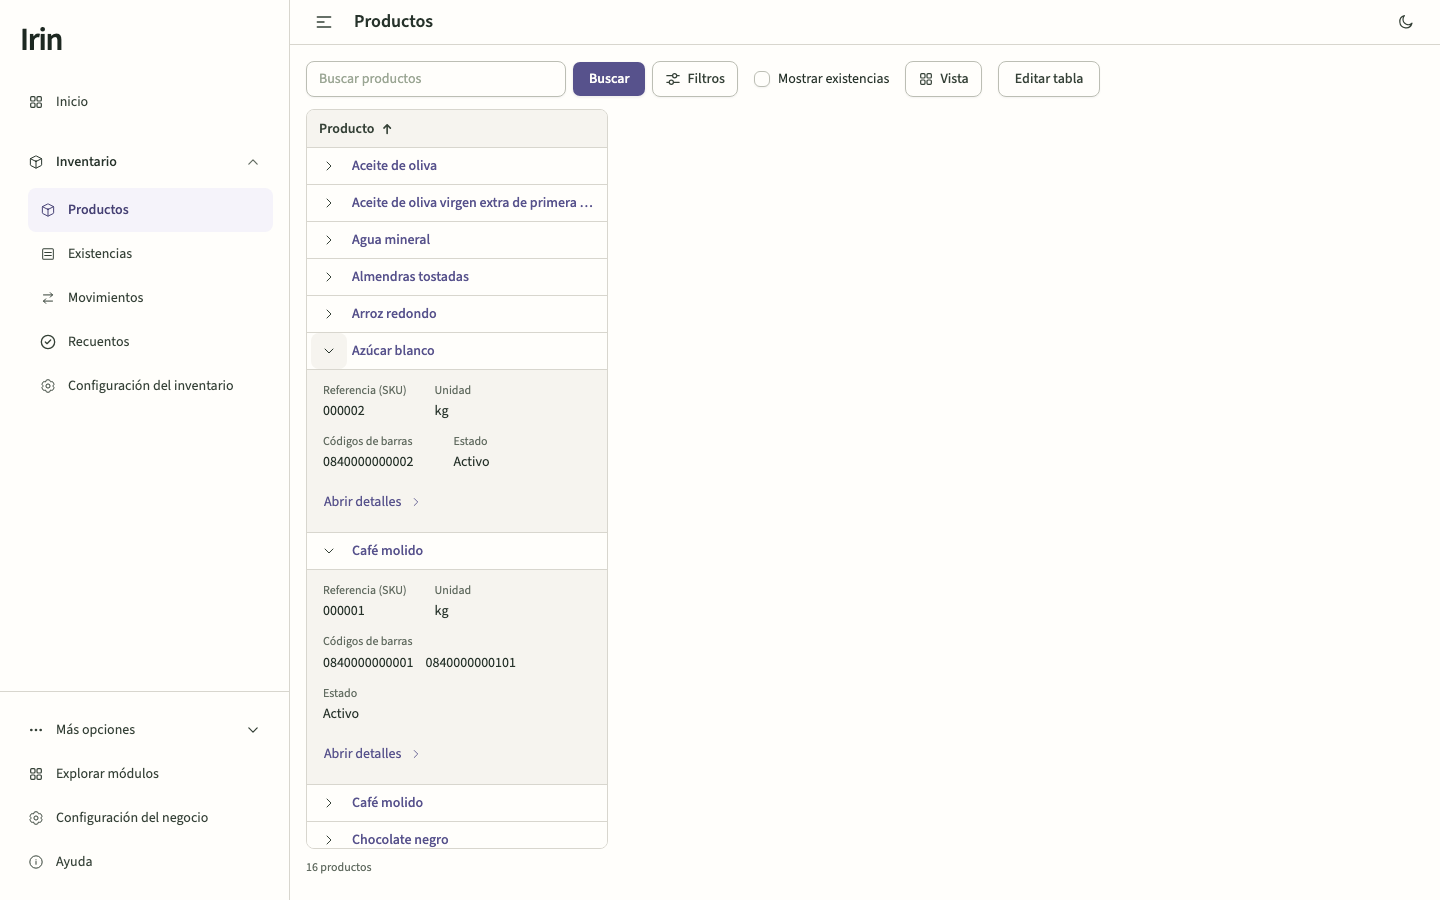 Irin
Productos
Inicio
Inventario
Productos
Existencias
Movimientos
Recuentos
Configuración del inventario
Más opciones
Explorar módulos
Configuración del negocio
Ayuda
Buscar productos Buscar Filtros Mostrar existencias Vista Editar tabla
Producto
Aceite de oliva
Aceite de oliva virgen extra de primera ...
Agua mineral
Almendras tostadas
Arroz redondo
Azúcar blanco
Referencia (SKU) Unidad
000002 kg
Códigos de barras Estado
0840000000002 Activo
Abrir detalles
Café molido
Referencia (SKU) Unidad
000001 kg
Códigos de barras
0840000000001 0840000000101
Estado
Activo
Abrir detalles
Café molido
Chocolate negro
16 productos